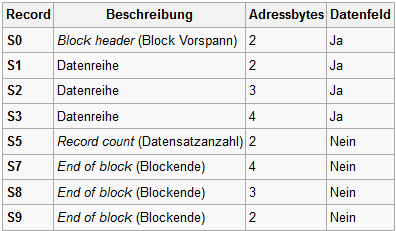 Record Beschreibung Adressbytes Datenfeld
S0 Block header (Block Vorspann) 2 Ja
S1 Datenreihe 2 Ja
S2 Datenreihe 3 Ja
S3 Datenreihe 4 Ja
S5 Record count (Datensatzanzahl) 2 Nein
S7 End of block (Blockende) 4 Nein
S8 End of block (Blockende) 3 Nein
S9 End of block (Blockende) 2 Nein